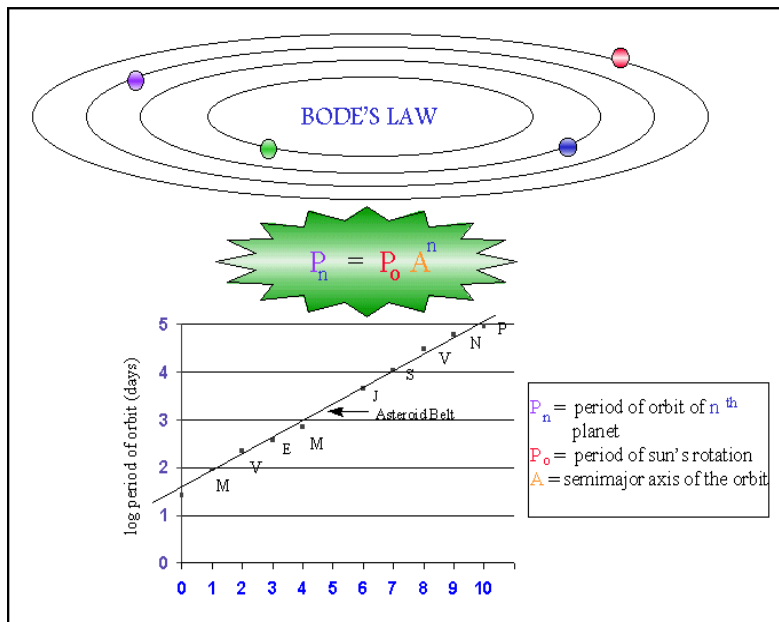 BODE'S LAW
Pn = Po A^n
5
4
3
2
1
0
log period of orbit (days)
M
V
E
M
Asteroid Belt
J
S
V
N
P
0 1 2 3 4 5 6 7 8 9 10
Pn = period of orbit of n th
planet
Po = period of sun's rotation
A = semimajor axis of the orbit